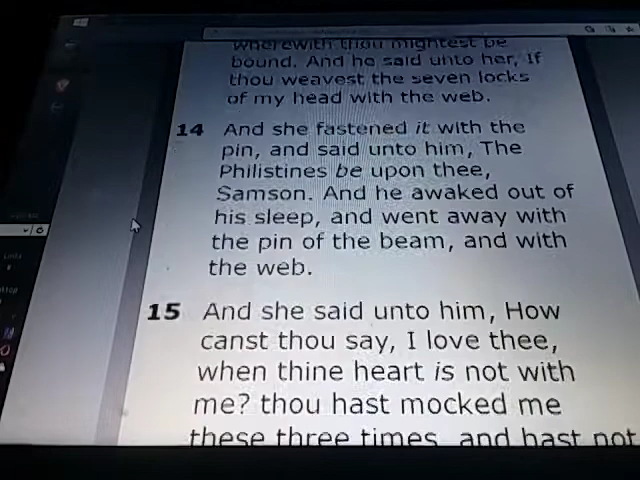 wherewith thou mightest be
bound. And he said unto her, If
thou weavest the seven locks
of my head with the web.
14 And she fastened it with the
pin, and said unto him, The
Philistines be upon thee,
Samson. And he awaked out of
his sleep, and went away with
the pin of the beam, and with
the web.
15 And she said unto him, How
canst thou say, I love thee,
when thine heart is not with
me? thou hast mocked me
these three times, and hast not